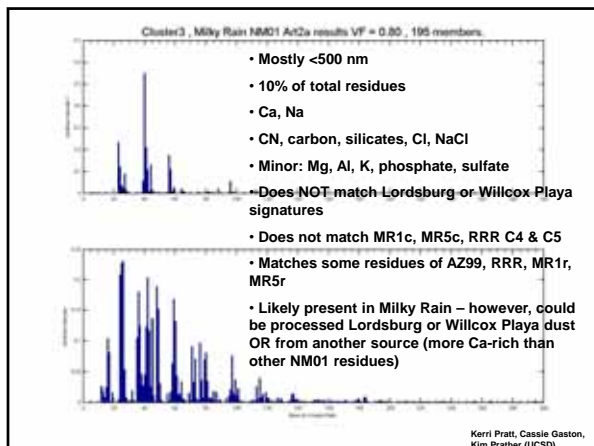 Cluster3 , Milky Rain NM01 Art2a results VF = 0.80 , 195 members.
• Mostly <500 nm
• 10% of total residues
• Ca, Na
• CN, carbon, silicates, Cl, NaCl
• Minor: Mg, Al, K, phosphate, sulfate
• Does NOT match Lordsburg or Willcox Playa
signatures
• Does not match MR1c, MR5c, RRR C4 & C5
• Matches some residues of AZ99, RRR, MR1r,
MR5r
• Likely present in Milky Rain – however, could
be processed Lordsburg or Willcox Playa dust
OR from another source (more Ca-rich than
other NM01 residues)
Kerri Pratt, Cassie Gaston,
Kim Prather (UCSD)